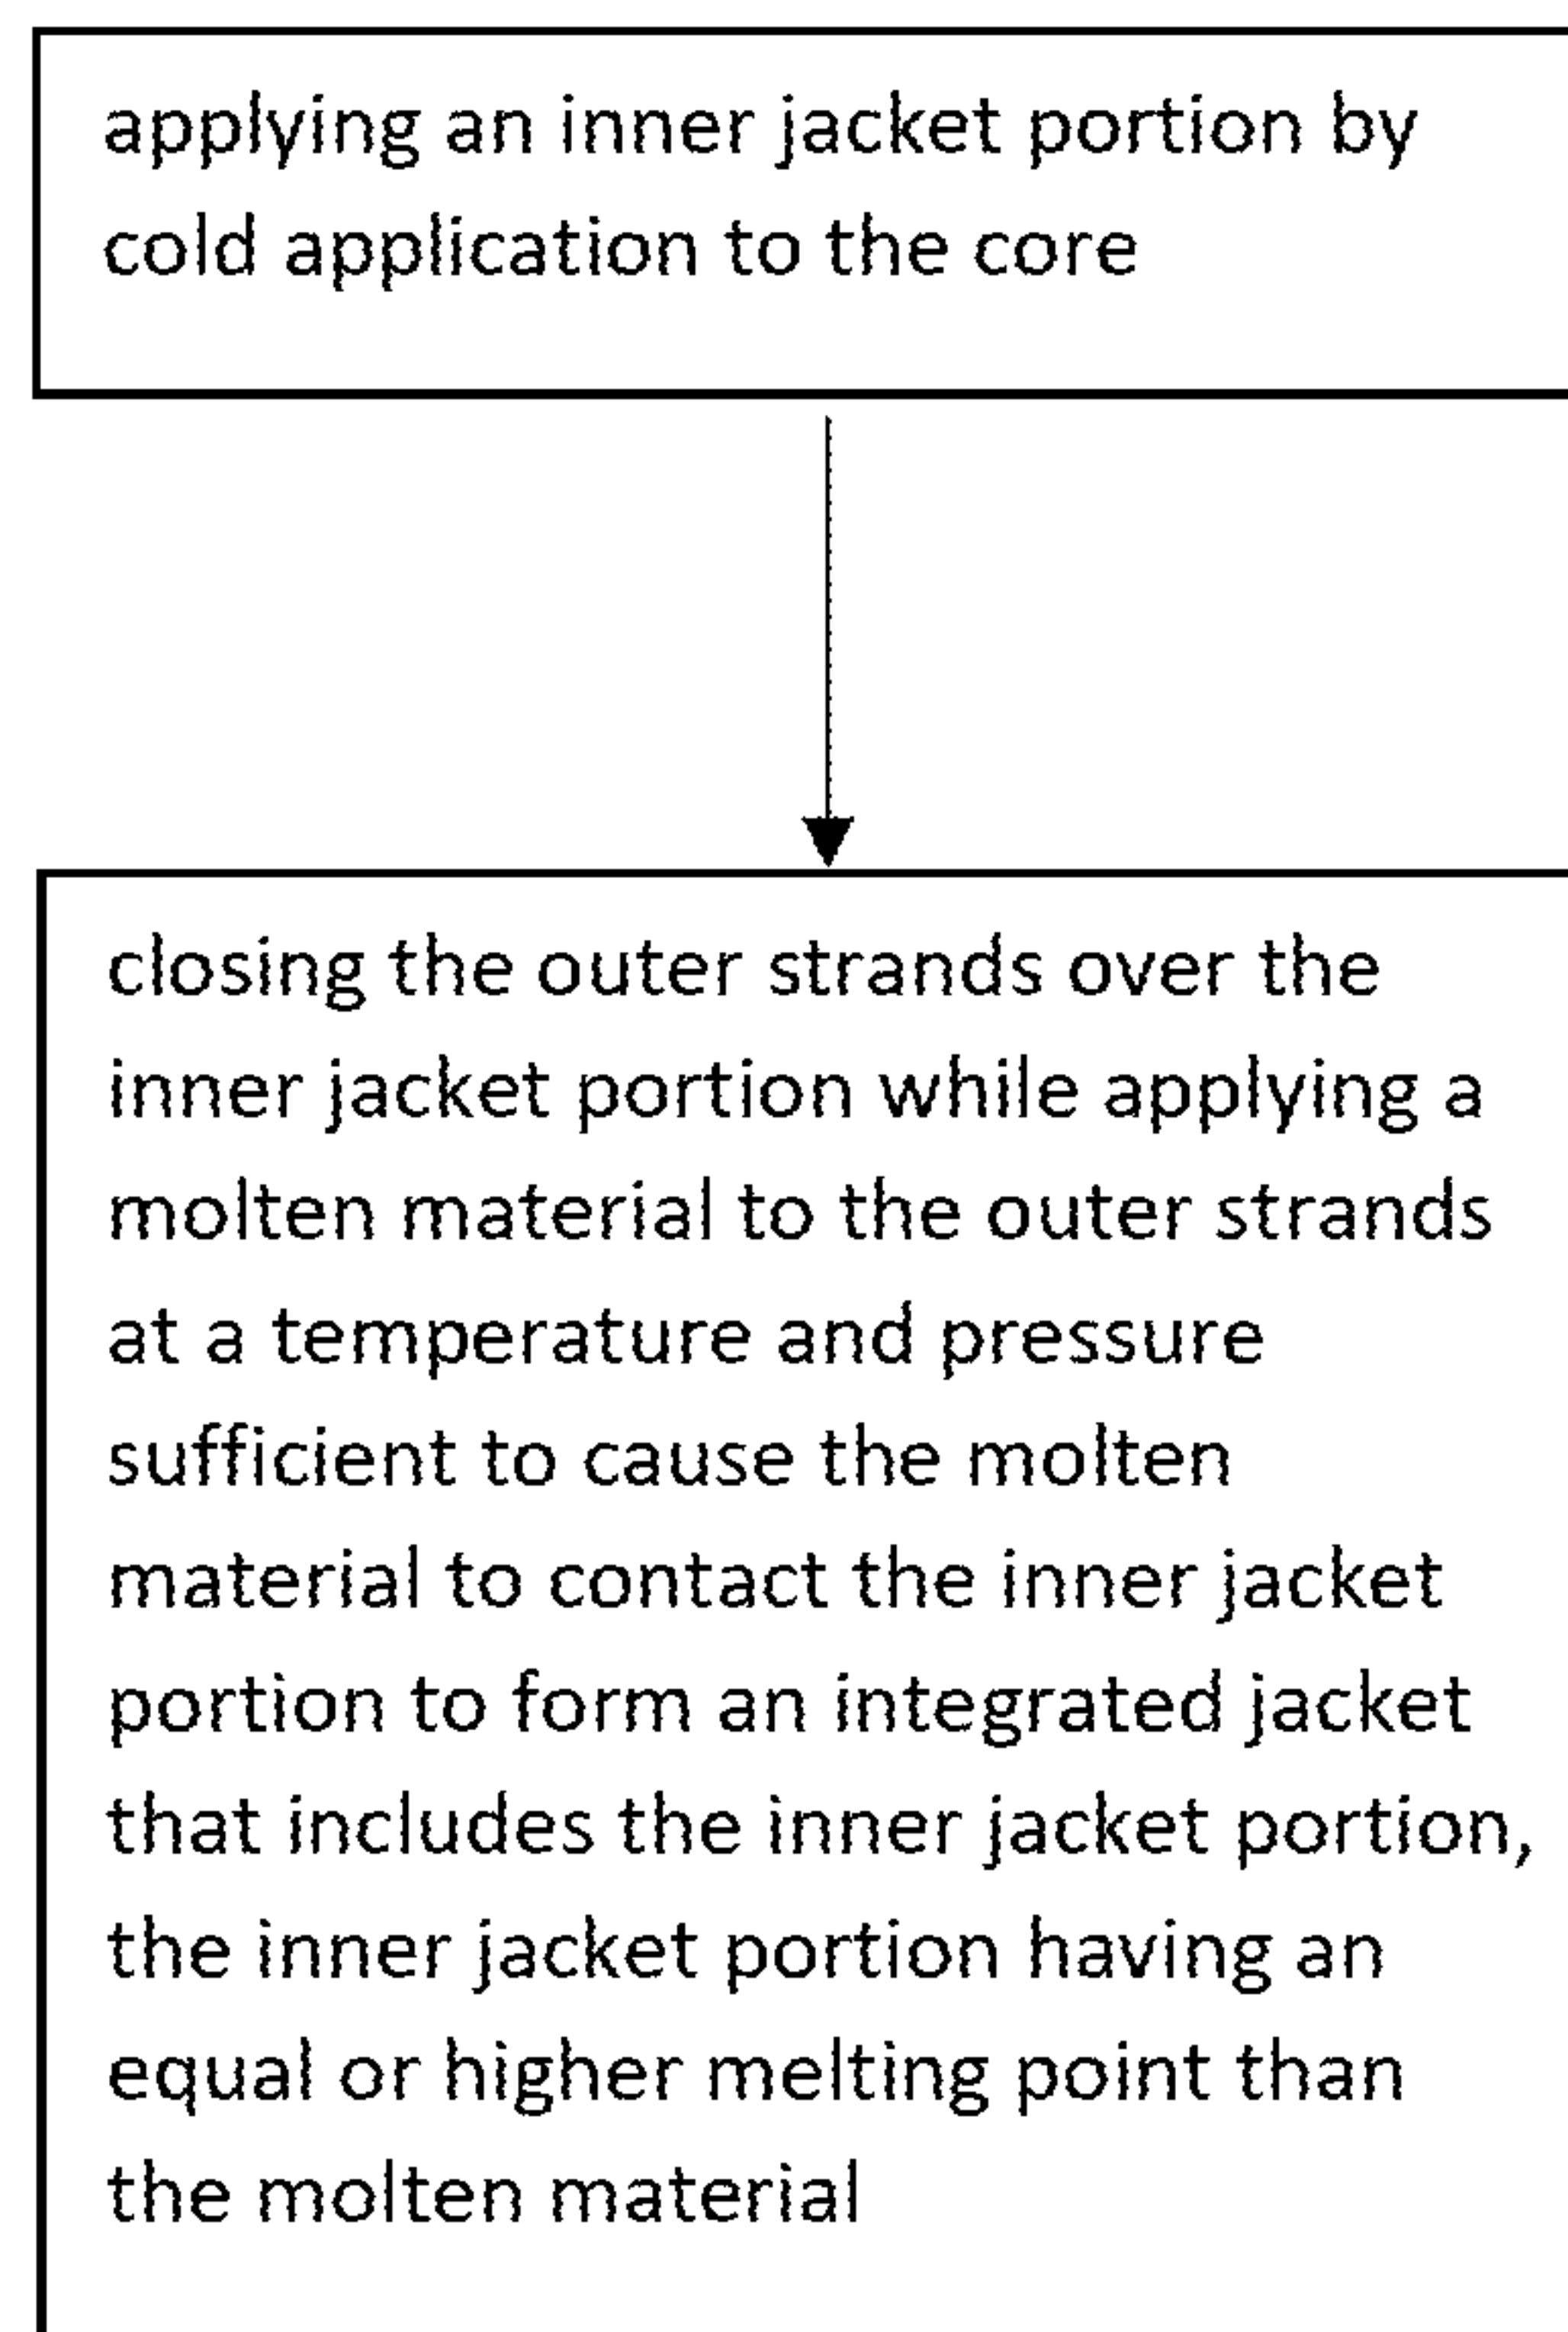 applying an inner jacket portion by
cold application to the core
closing the outer strands over the
inner jacket portion while applying a
molten material to the outer strands
at a temperature and pressure
sufficient to cause the molten
material to contact the inner jacket
portion to form an integrated jacket
that includes the inner jacket portion,
the inner jacket portion having an
equal or higher melting point than
the molten material